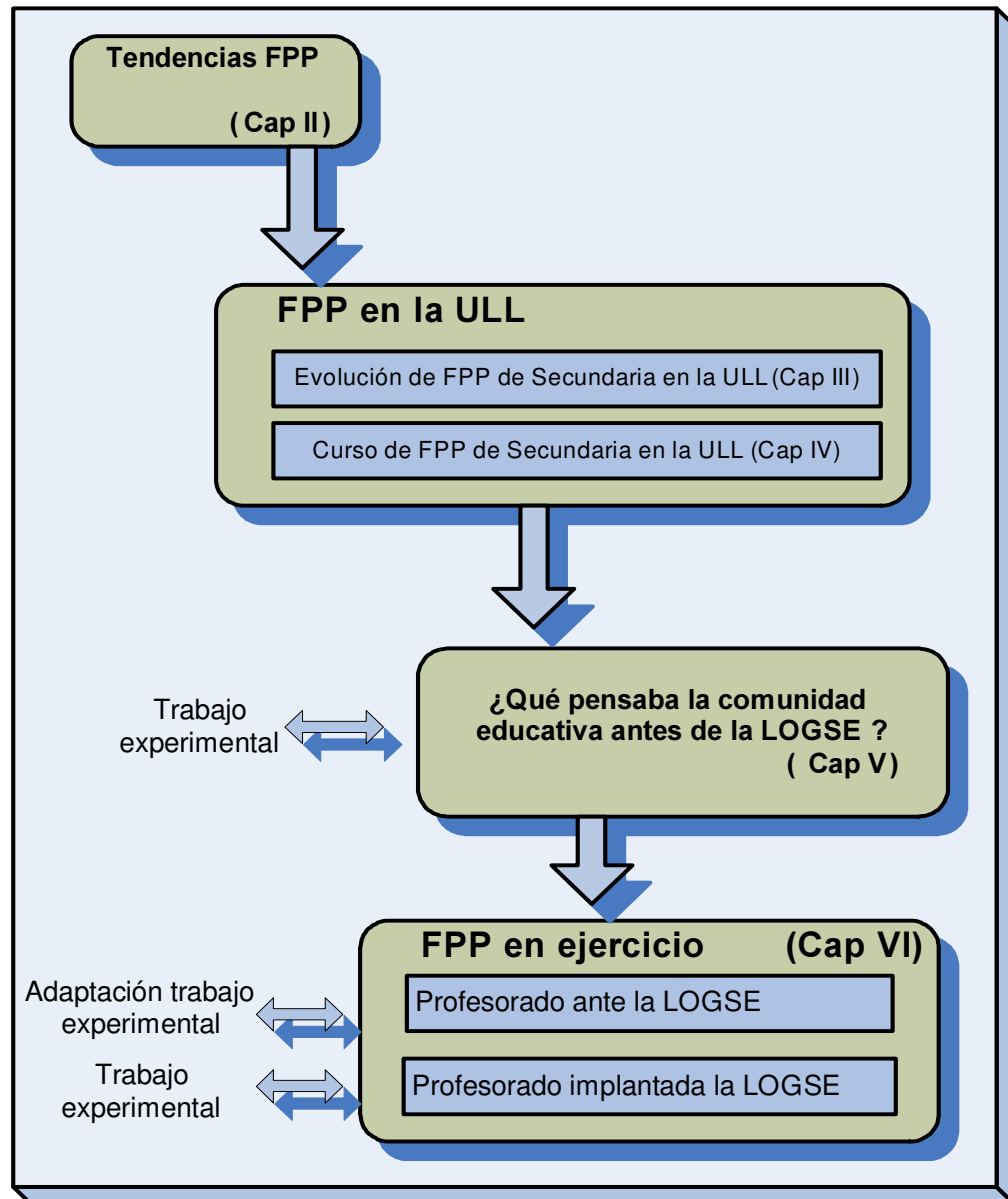 Tendencias FPP
( Cap II )
FPP en la ULL
Evolución de FPP de Secundaria en la ULL (Cap III)
Curso de FPP de Secundaria en la ULL (Cap IV)
Trabajo
experimental
¿Qué pensaba la comunidad
educativa antes de la LOGSE ?
( Cap V)
FPP en ejercicio (Cap VI)
Adaptación trabajo
experimental
Profesorado ante la LOGSE
Trabajo
experimental
Profesorado implantada la LOGSE